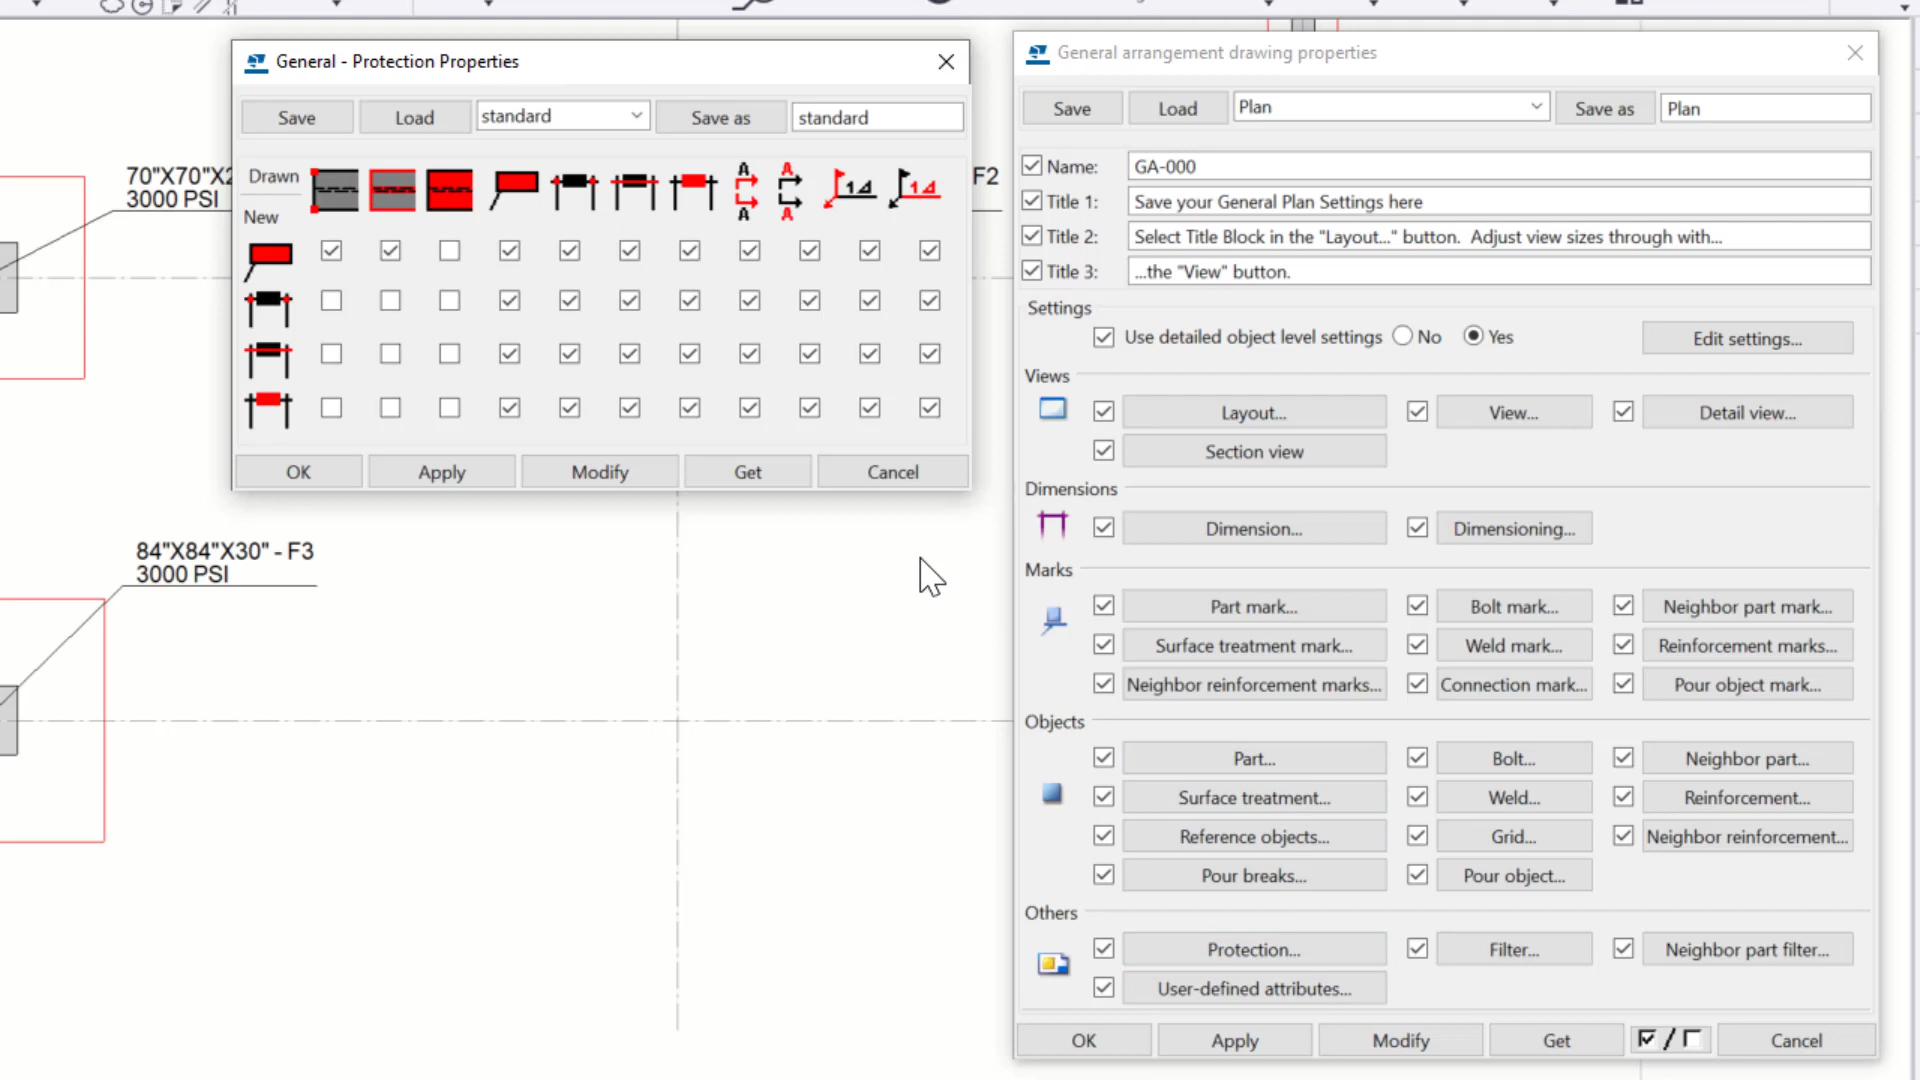 General - Protection Properties
Save
Load
standard
Save as
standard
Drawn
New
A
A
A
A
1
1
OK
Apply
Modify
Get
Cancel
70"X70"X2
3000 PSI
F2
84"X84"X30" - F3
3000 PSI
General arrangement drawing properties
Save
Load
Plan
Save as
Plan
Name:
GA-000
Title 1:
Save your General Plan Settings here
Title 2:
Select Title Block in the "Layout..." button.  Adjust view sizes through with...
Title 3:
...the "View" button.
Settings
Use detailed object level settings
No
Yes
Edit settings...
Views
Layout...
View...
Detail view...
Section view
Dimensions
Dimension...
Dimensioning...
Marks
Part mark...
Bolt mark...
Neighbor part mark...
Surface treatment mark...
Weld mark...
Reinforcement marks...
Neighbor reinforcement marks...
Connection mark...
Pour object mark...
Objects
Part...
Bolt...
Neighbor part...
Surface treatment...
Weld...
Reinforcement...
Reference objects...
Grid...
Neighbor reinforcement...
Pour breaks...
Pour object...
Others
Protection...
Filter...
Neighbor part filter...
User-defined attributes...
OK
Apply
Modify
Get
/
Cancel